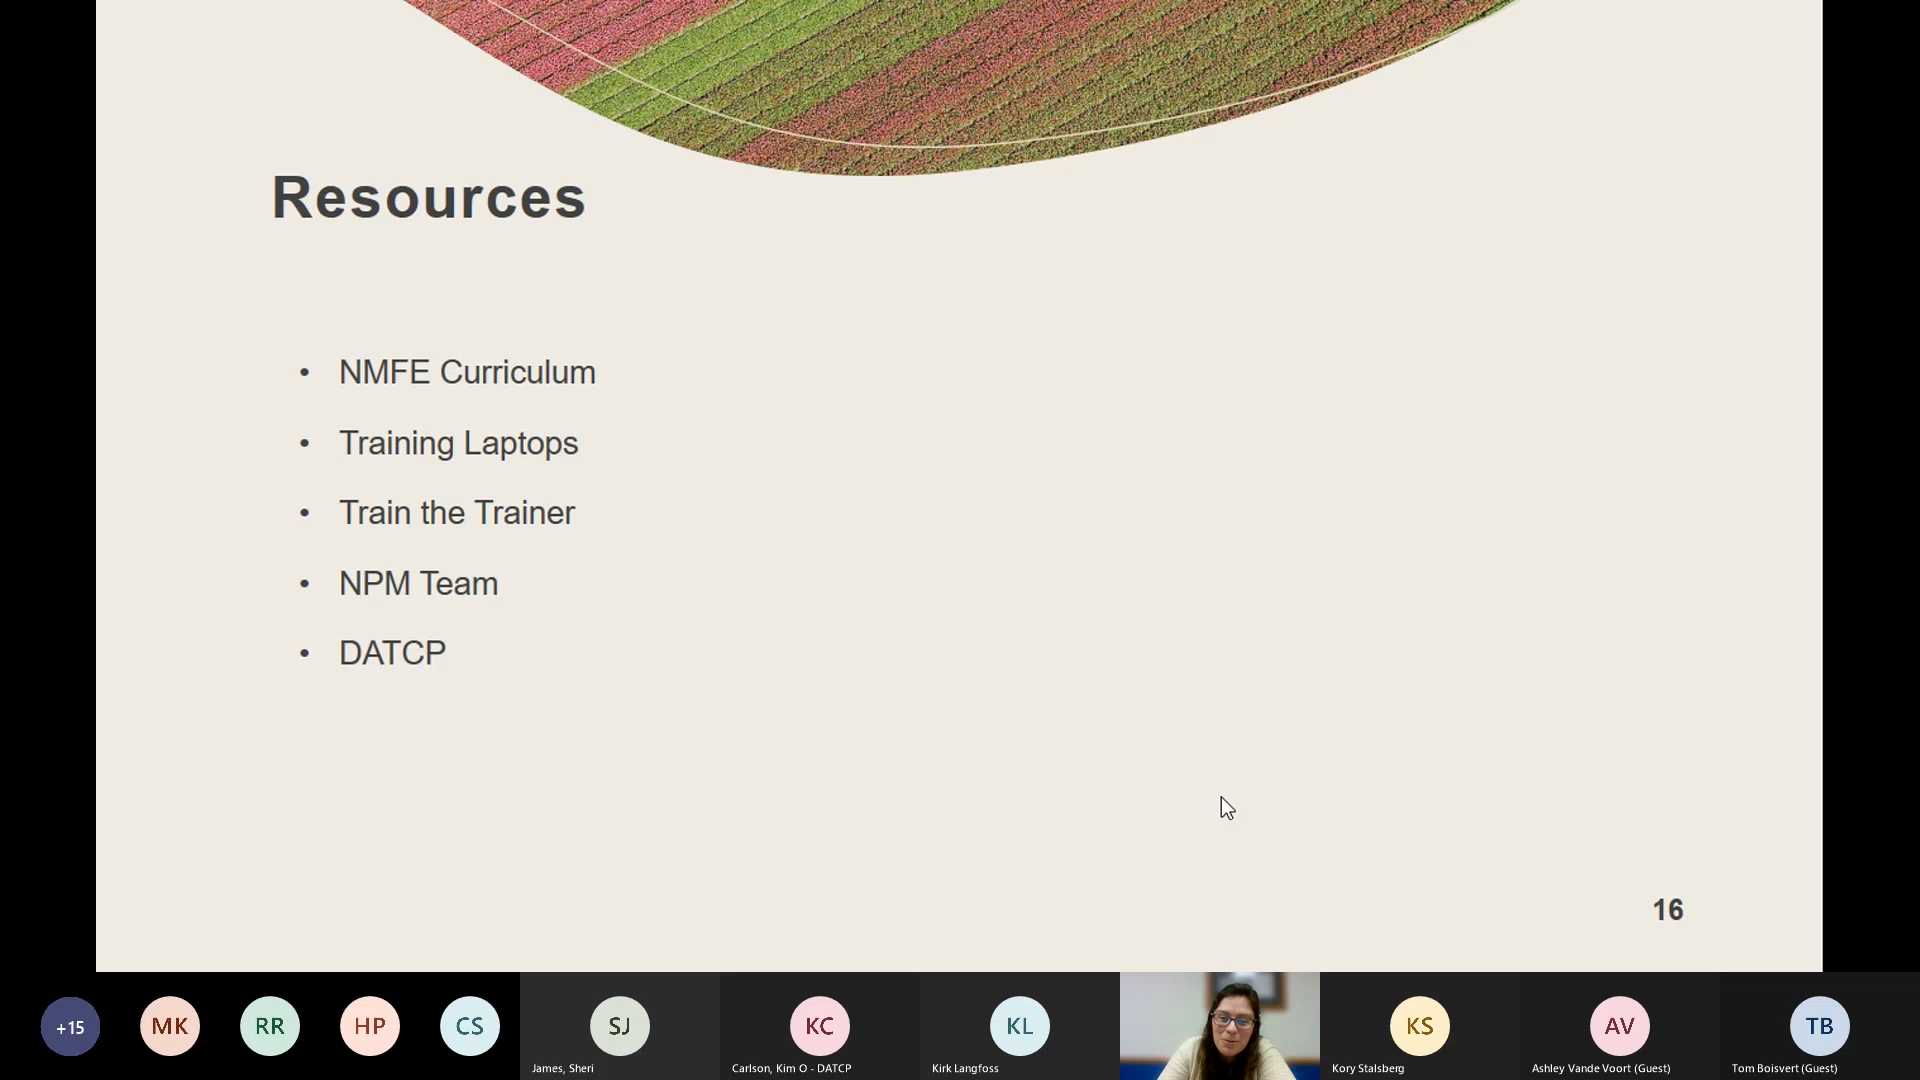 Resources
• NMFE Curriculum
• Training Laptops
• Train the Trainer
• NPM Team
• DATCP
16
+15
MK
RR
HP
CS
SJ
James, Sheri
KC
Carlson, Kim O - DATCP
KL
Kirk Langfoss
KS
Kory Stalsberg
AV
Ashley Vande Voort (Guest)
TB
Tom Boisvert (Guest)